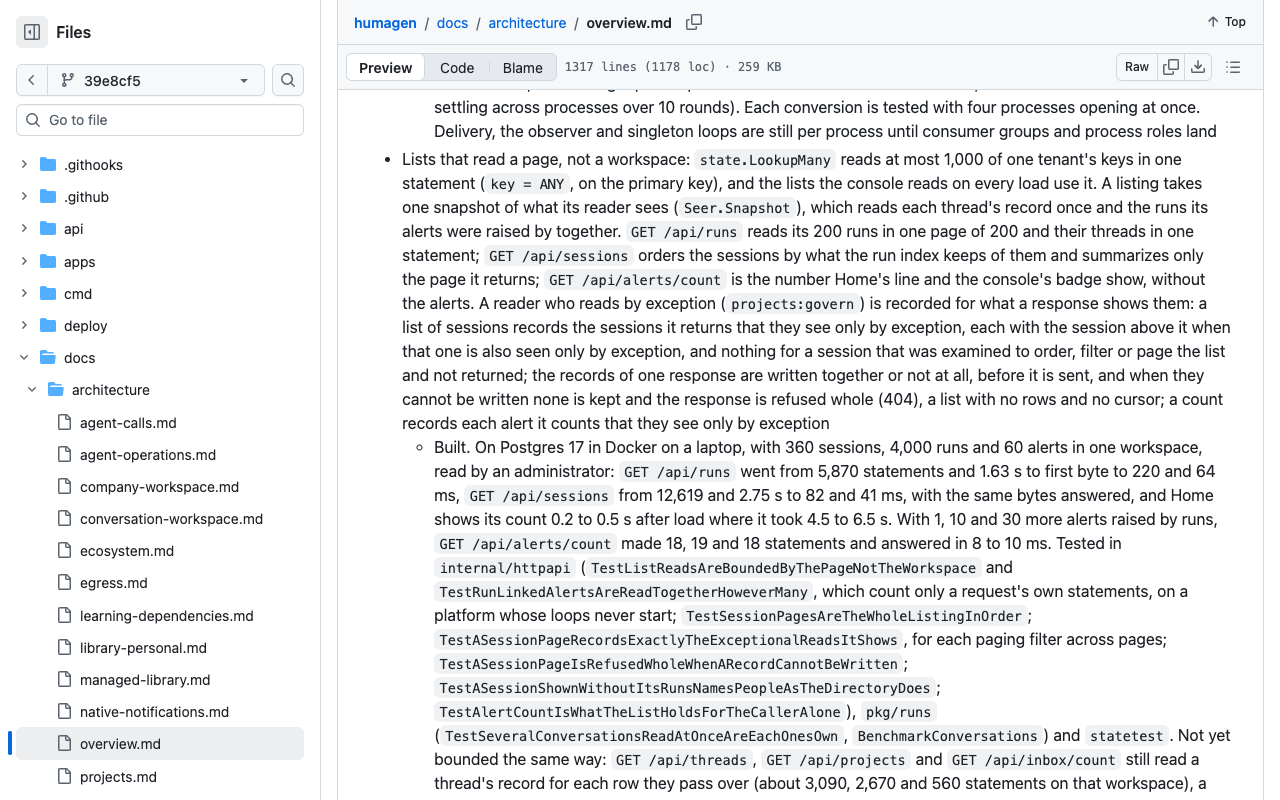 Files
39e8cf5
Go to file
.githooks
.github
api
apps
cmd
deploy
docs
architecture
agent-calls.md
agent-operations.md
company-workspace.md
conversation-workspace.md
ecosystem.md
egress.md
learning-dependencies.md
library-personal.md
managed-library.md
native-notifications.md
overview.md
projects.md
humagen / docs / architecture / overview.md
Top
Preview Code Blame 1317 lines (1178 loc) · 259 KB
Raw
settling across processes over 10 rounds). Each conversion is tested with four processes opening at once.
Delivery, the observer and singleton loops are still per process until consumer groups and process roles land
• Lists that read a page, not a workspace: state.LookupMany reads at most 1,000 of one tenant's keys in one
statement ( key = ANY , on the primary key), and the lists the console reads on every load use it. A listing takes
one snapshot of what its reader sees ( Seer.Snapshot ), which reads each thread's record once and the runs its
alerts were raised by together. GET /api/runs reads its 200 runs in one page of 200 and their threads in one
statement; GET /api/sessions orders the sessions by what the run index keeps of them and summarizes only
the page it returns; GET /api/alerts/count is the number Home's line and the console's badge show, without
the alerts. A reader who reads by exception ( projects:govern ) is recorded for what a response shows them: a
list of sessions records the sessions it returns that they see only by exception, each with the session above it when
that one is also seen only by exception, and nothing for a session that was examined to order, filter or page the list
and not returned; the records of one response are written together or not at all, before it is sent, and when they
cannot be written none is kept and the response is refused whole (404), a list with no rows and no cursor; a count
records each alert it counts that they see only by exception
◦ Built. On Postgres 17 in Docker on a laptop, with 360 sessions, 4,000 runs and 60 alerts in one workspace,
read by an administrator: GET /api/runs went from 5,870 statements and 1.63 s to first byte to 220 and 64
ms, GET /api/sessions from 12,619 and 2.75 s to 82 and 41 ms, with the same bytes answered, and Home
shows its count 0.2 to 0.5 s after load where it took 4.5 to 6.5 s. With 1, 10 and 30 more alerts raised by runs,
GET /api/alerts/count made 18, 19 and 18 statements and answered in 8 to 10 ms. Tested in
internal/httpapi ( TestListReadsAreBoundedByThePageNotTheWorkspace and
TestRunLinkedAlertsAreReadTogetherHoweverMany , which count only a request's own statements, on a
platform whose loops never start; TestSessionPagesAreTheWholeListingInOrder ;
TestASessionPageRecordsExactlyTheExceptionalReadsItShows , for each paging filter across pages;
TestASessionPageIsRefusedWholeWhenARecordCannotBeWritten ;
TestASessionShownWithoutItsRunsNamesPeopleAsTheDirectoryDoes ;
TestAlertCountIsWhatTheListHoldsForTheCallerAlone ), pkg/runs
( TestSeveralConversationsReadAtOnceAreEachOnesOwn , BenchmarkConversations ) and statetest . Not yet
bounded the same way: GET /api/threads , GET /api/projects and GET /api/inbox/count still read a
thread's record for each row they pass over (about 3,090, 2,670 and 560 statements on that workspace), a